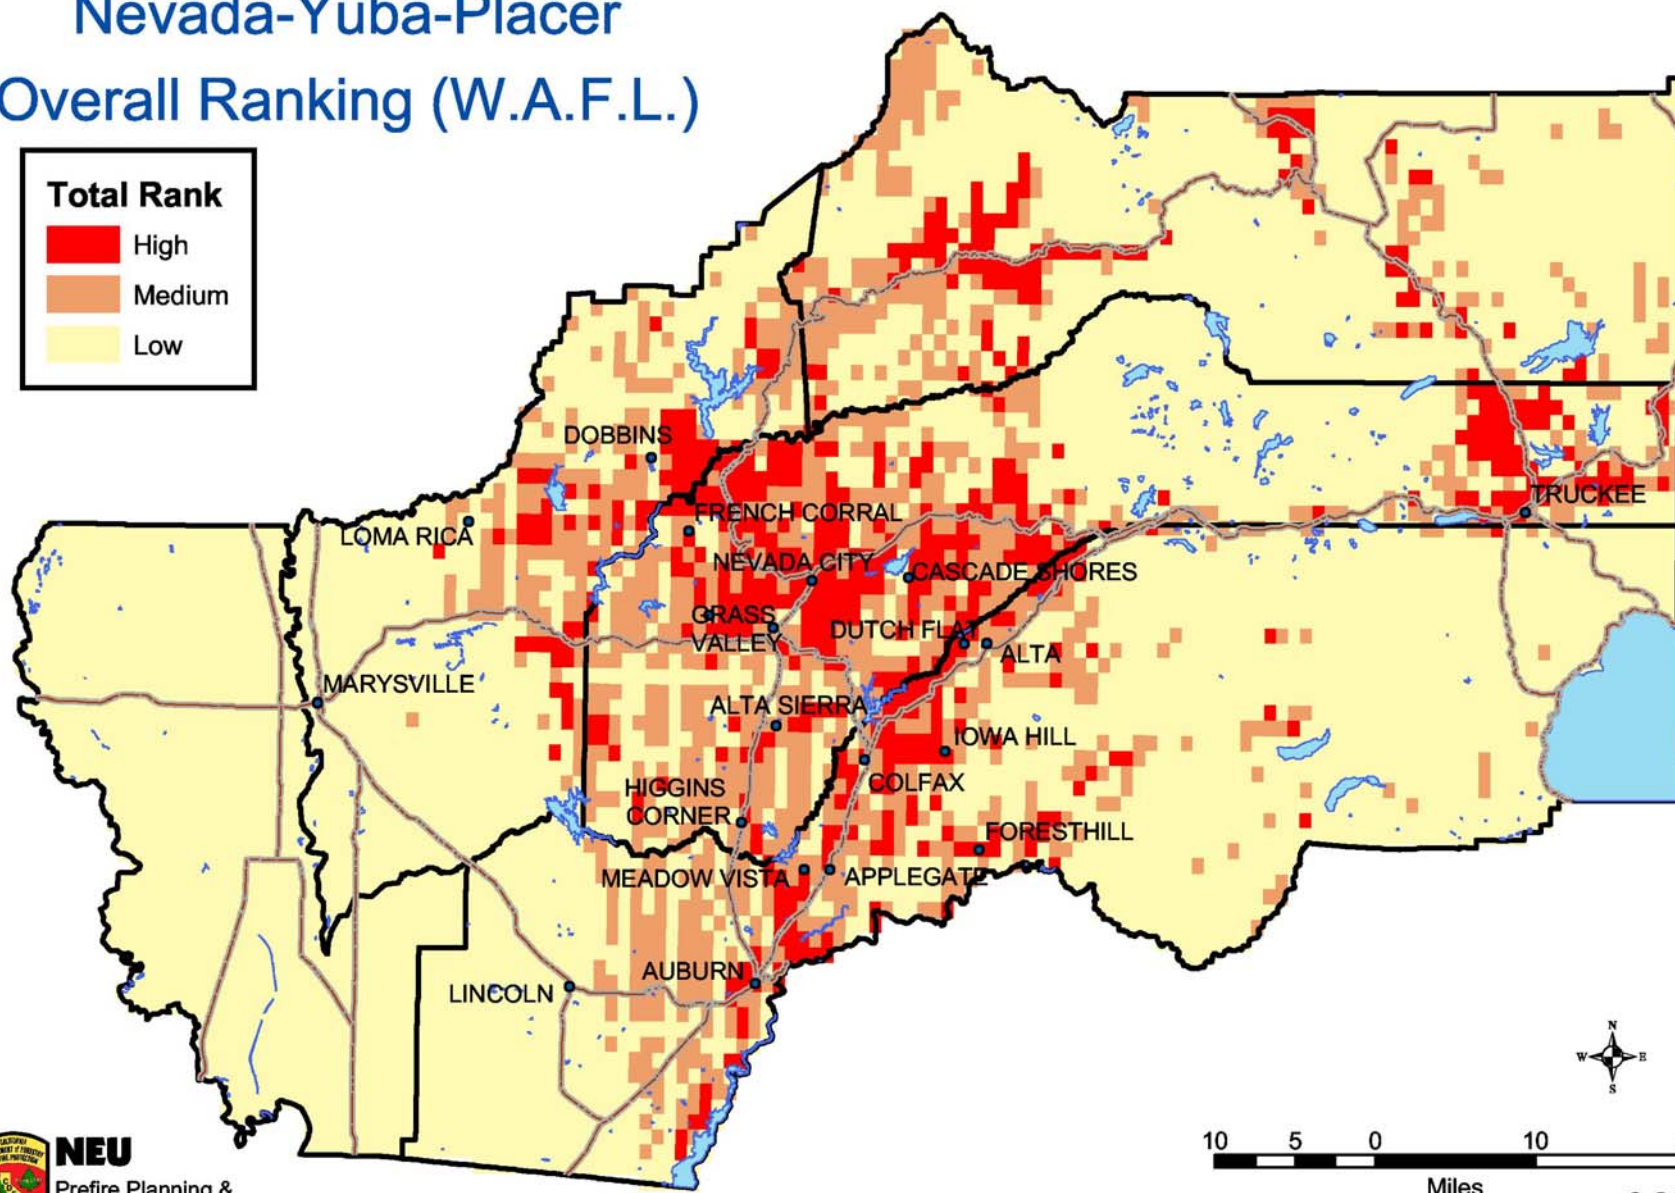 Nevada-Yuba-Placer
Overall Ranking (W.A.F.L.)
Total Rank
High
Medium
Low
DOBBINS
FRENCH CORRAL
LOMA RICA
TRUCKEE
NEVADA CITY
CASCADE SHORES
GRASS
VALLEY
DUTCH FLAT
ALTA
MARYSVILLE
ALTA SIERRA
IOWA HILL
COLFAX
HIGGINS
CORNER
FORESTHILL
MEADOW VISTA
APPLEGATE
AUBURN
LINCOLN
N
W E
S
10 5 0 10
Miles
NEU
Prefire Planning &